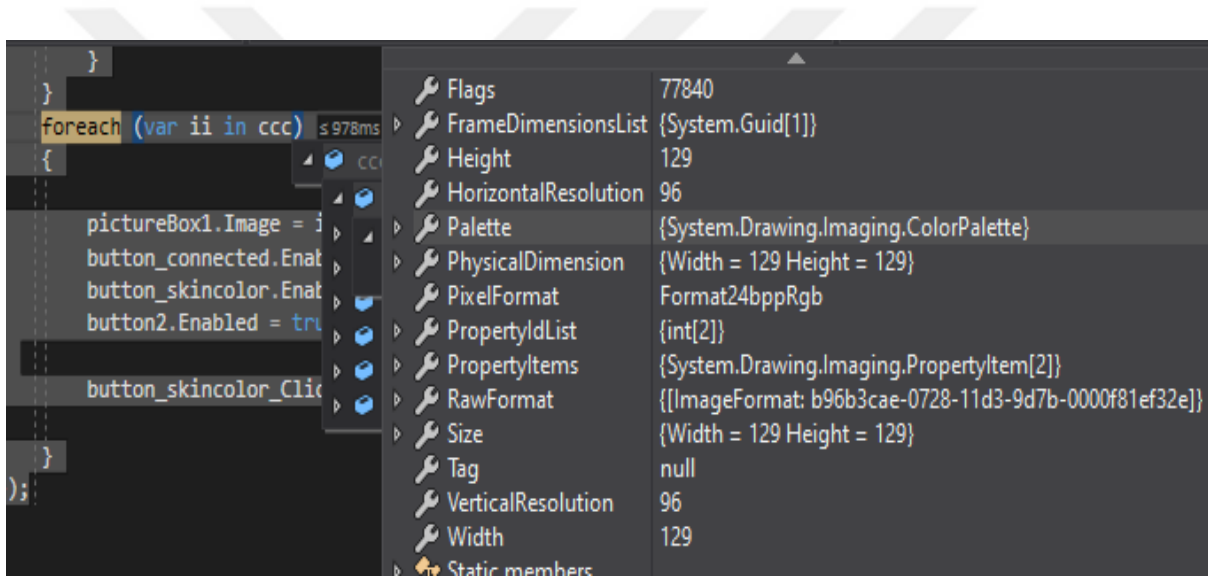 }
}
foreach (var ii in ccc) ≤978ms
{
pictureBox1.Image =
button_connected.Enab
button_skincolor.Enab
button2.Enabled = tru
button_skincolor_Clic
}
);
Flags 77840
FrameDimensionsList {System.Guid[1]}
Height 129
HorizontalResolution 96
Palette {System.Drawing.Imaging.ColorPalette}
PhysicalDimension {Width = 129 Height = 129}
PixelFormat Format24bppRgb
PropertyIdList {int[2]}
PropertyItems {System.Drawing.Imaging.PropertyItem[2]}
RawFormat {[ImageFormat: b96b3cae-0728-11d3-9d7b-0000f81ef32e]}
Size {Width = 129 Height = 129}
Tag null
VerticalResolution 96
Width 129
Static members